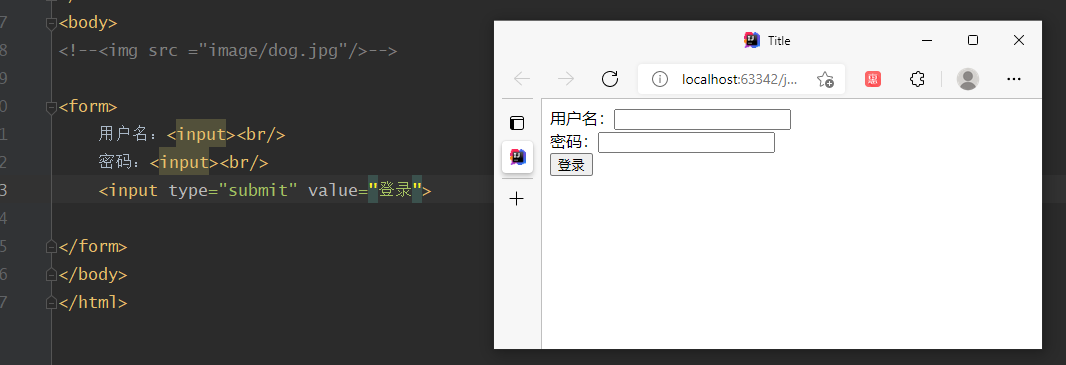 7 <body>
8 <!--<img src ="image/dog.jpg"/>-->
9
0 <form>
1 用户名：<input><br/>
2 密码：<input><br/>
3 <input type="submit" value="登录">
4
5 </form>
6 </body>
7 </html>
Title
localhost:63342/j...
用户名：
密码：
登录